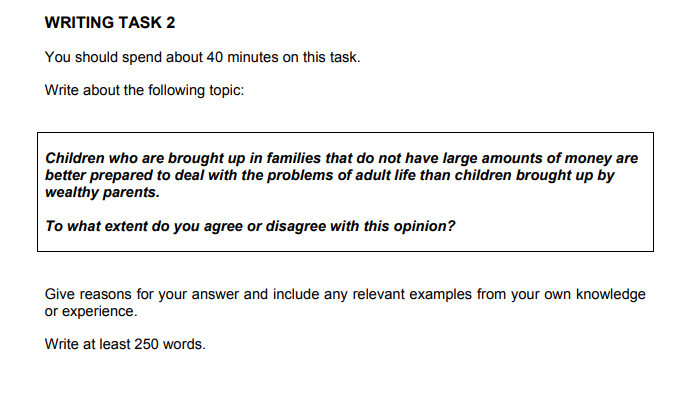 WRITING TASK 2
You should spend about 40 minutes on this task.
Write about the following topic:
Children who are brought up in families that do not have large amounts of money are
better prepared to deal with the problems of adult life than children brought up by
wealthy parents.
To what extent do you agree or disagree with this opinion?
Give reasons for your answer and include any relevant examples from your own knowledge
or experience.
Write at least 250 words.